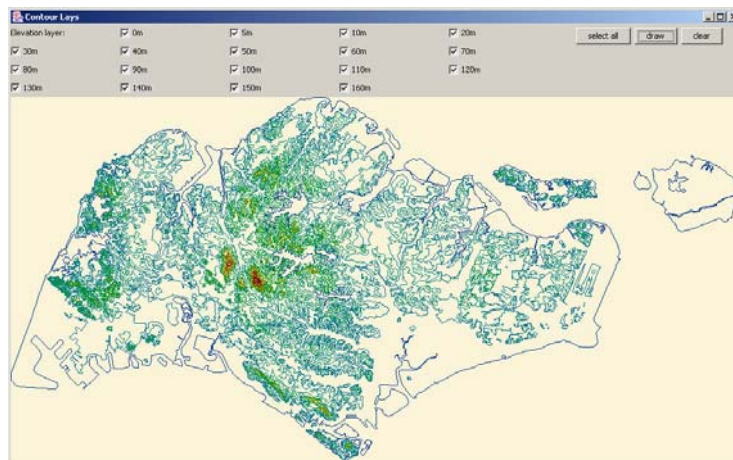 Contour Lays
Elevation layer: 0m 5m 10m 20m select all draw clear
30m 40m 50m 60m 70m
80m 90m 100m 110m 120m
130m 140m 150m 160m